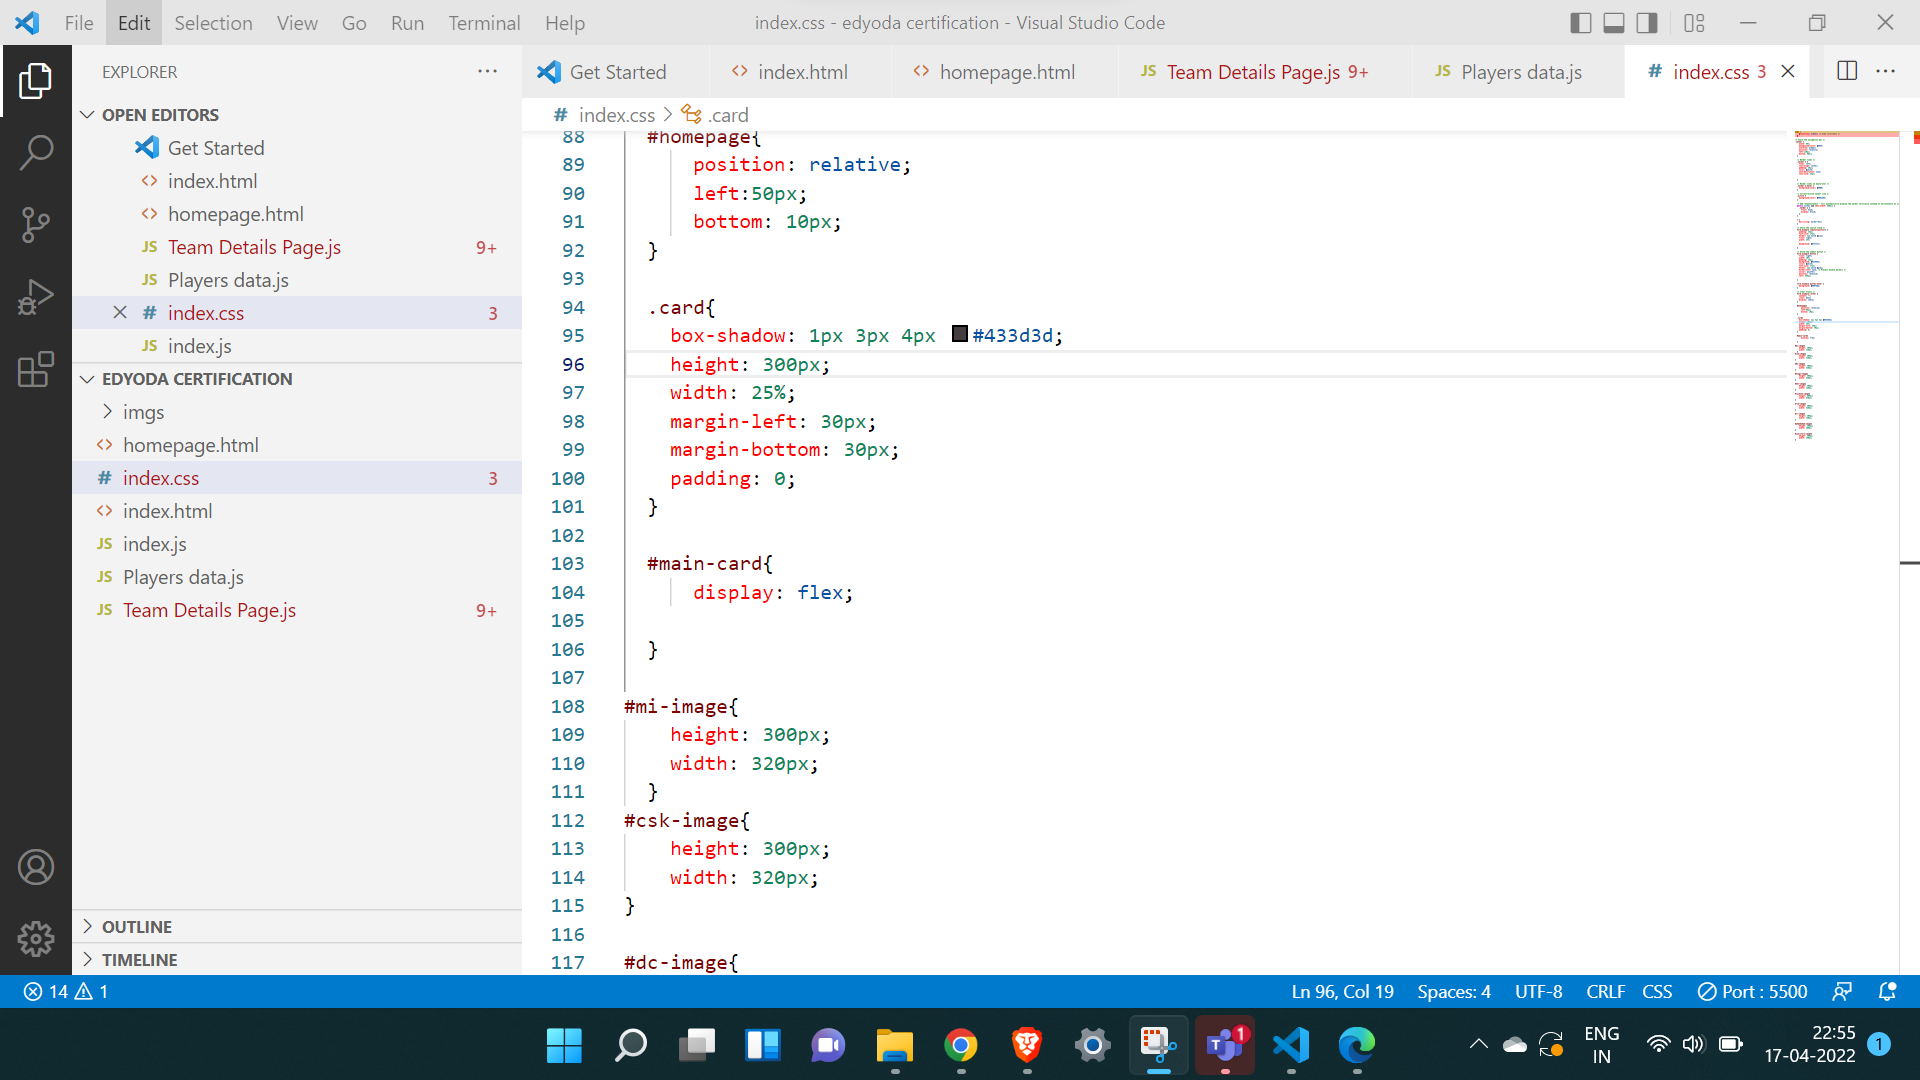 File Edit Selection View Go Run Terminal Help
index.css - edyoda certification - Visual Studio Code
EXPLORER
Get Started
index.html
homepage.html
JS Team Details Page.js 9+
JS Players data.js
# index.css 3
OPEN EDITORS
Get Started
index.html
homepage.html
JS Team Details Page.js 9+
JS Players data.js
# index.css 3
JS index.js
EDYODA CERTIFICATION
imgs
homepage.html
# index.css 3
index.html
JS index.js
JS Players data.js
JS Team Details Page.js 9+
OUTLINE
TIMELINE
# index.css > .card
88 #homepage{
89 position: relative;
90 left:50px;
91 bottom: 10px;
92 }
93
94 .card{
95 box-shadow: 1px 3px 4px #433d3d;
96 height: 300px;
97 width: 25%;
98 margin-left: 30px;
99 margin-bottom: 30px;
100 padding: 0;
101 }
102
103 #main-card{
104 display: flex;
105
106 }
107
108 #mi-image{
109 height: 300px;
110 width: 320px;
111 }
112 #csk-image{
113 height: 300px;
114 width: 320px;
115 }
116
117 #dc-image{
14 1
Ln 96, Col 19 Spaces: 4 UTF-8 CRLF CSS Port : 5500
1
ENG
IN
22:55
17-04-2022
1